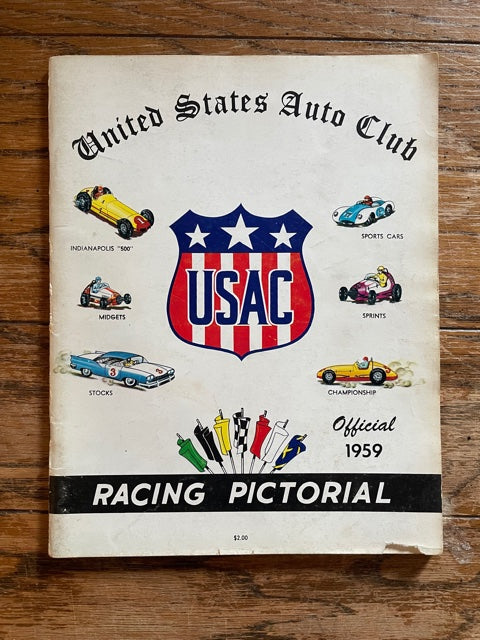 United States Auto Club
INDIANAPOLIS "500"
SPORTS CARS
USAC
MIDGETS
SPRINTS
3
STOCKS
CHAMPIONSHIP
Official
1959
RACING PICTORIAL
$2.00